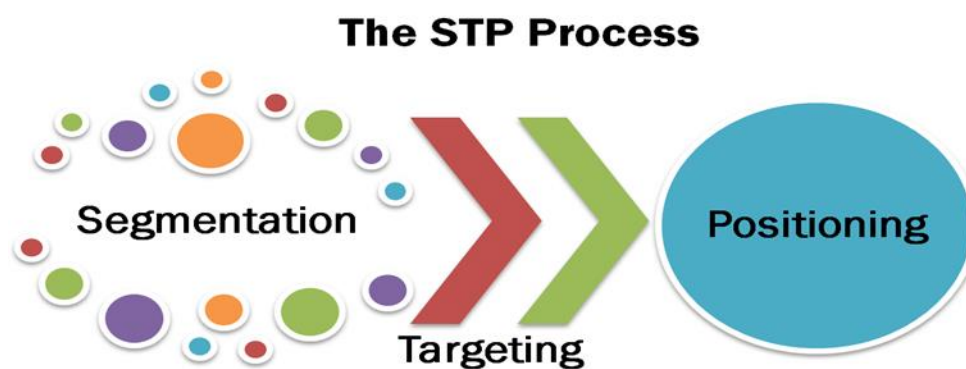 The STP Process
Segmentation
Targeting
Positioning